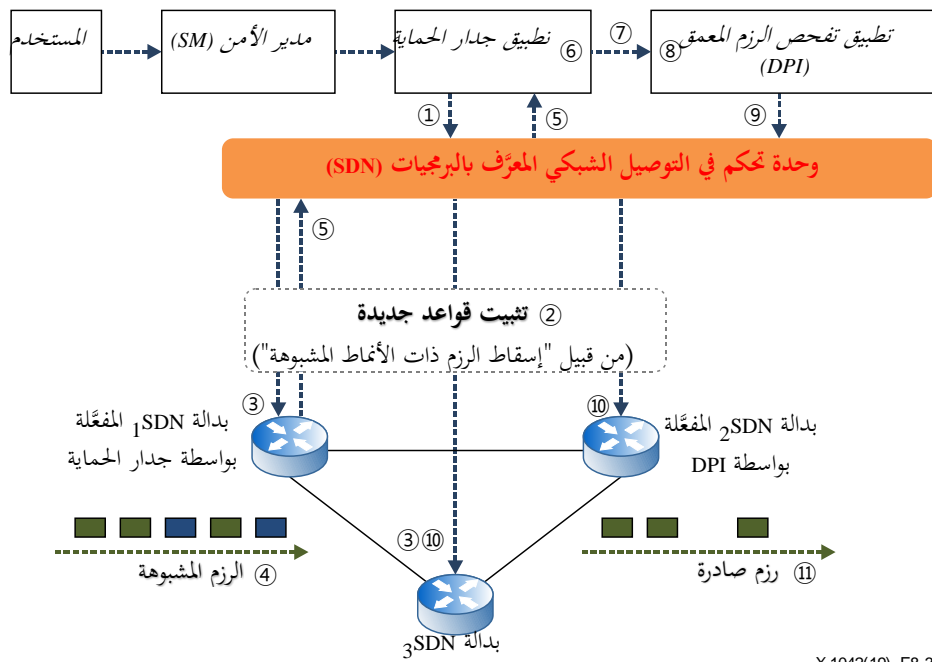 المستخدم
مدير الأمن (SM)
تطبيق جدار الحماية ⑥
⑦
⑧ تطبيق تفحص الرزم المعمق
(DPI)
①
⑤
⑨
وحدة تحكم في التوصيل الشبكي المعرَّف بالبرمجيات (SDN)
⑤
② تثبيت قواعد جديدة
(من قبيل "إسقاط الرزم ذات الأنماط المشبوهة")
③
⑩
بدالة SDN1 المفعَّلة
بواسطة جدار الحماية
بدالة SDN2 المفعَّلة
بواسطة DPI
③⑩
④ الرزم المشبوهة
⑪ رزم صادرة
بدالة SDN3